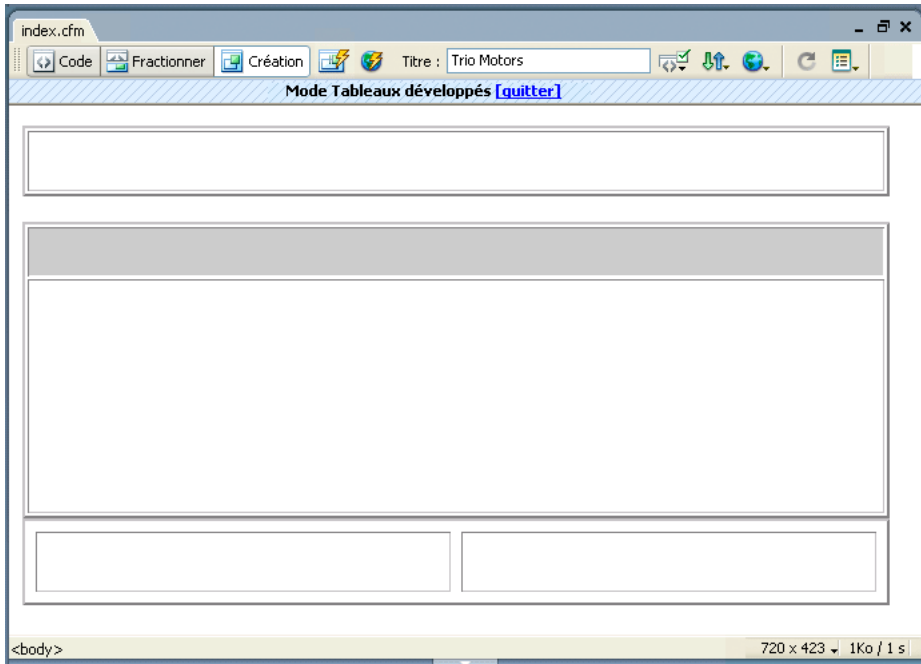 index.cfm
Code Fractionner Création Titre : Trio Motors
Mode Tableaux développés [quitter]
<body> 720 x 423 1Ko / 1 s